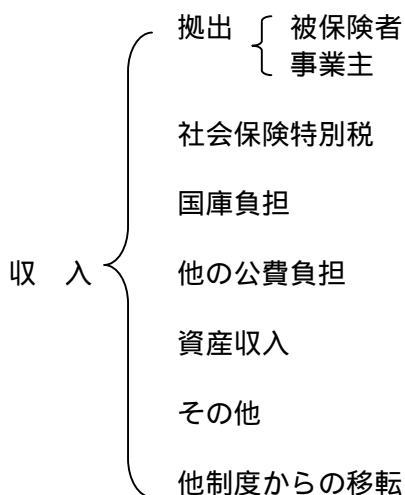 拠出
被保険者
事業主
社会保険特別税
国庫負担
収　入
他の公費負担
資産収入
その他
他制度からの移転